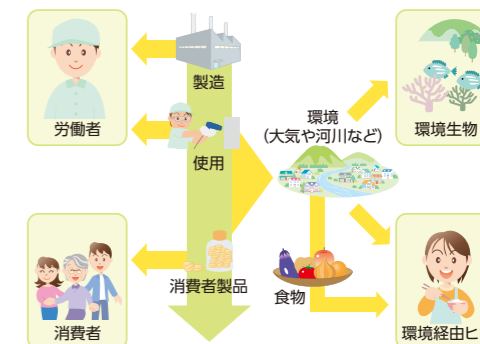 製造
労働者
使用
環境
(大気や河川など)
環境生物
消費者製品
食物
消費者
環境経由ヒ